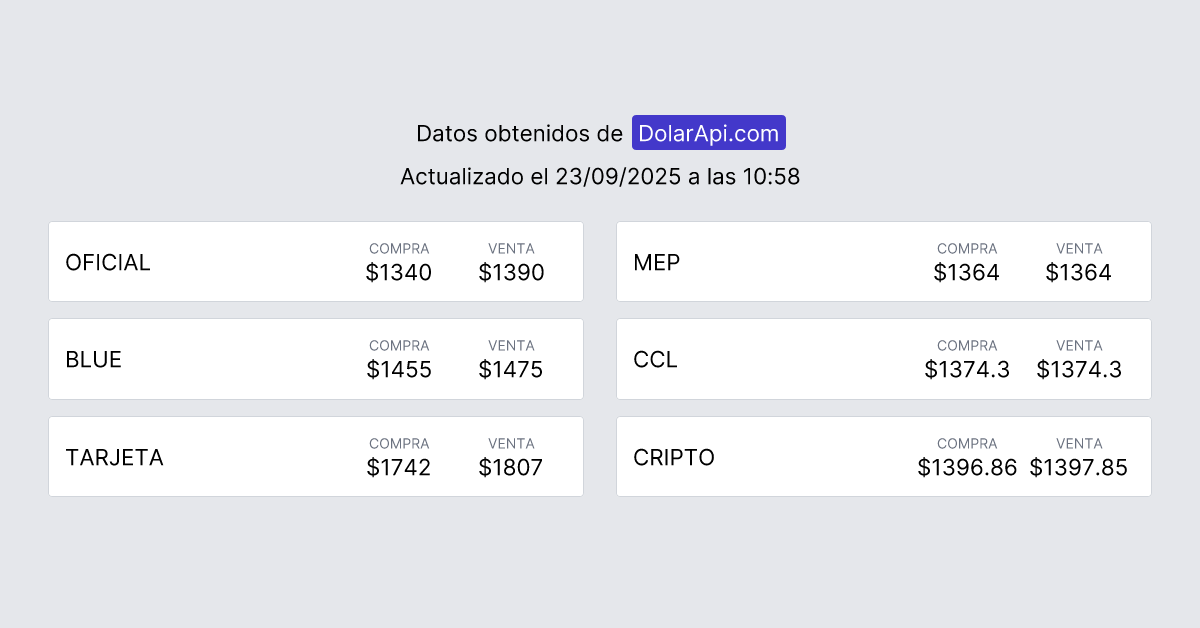 Datos obtenidos de DolarApi.com
Actualizado el 23/09/2025 a las 10:58
OFICIAL
COMPRA VENTA
$1340 $1390
MEP
COMPRA VENTA
$1364 $1364
BLUE
COMPRA VENTA
$1455 $1475
CCL
COMPRA VENTA
$1374.3 $1374.3
TARJETA
COMPRA VENTA
$1742 $1807
CRIPTO
COMPRA VENTA
$1396.86 $1397.85